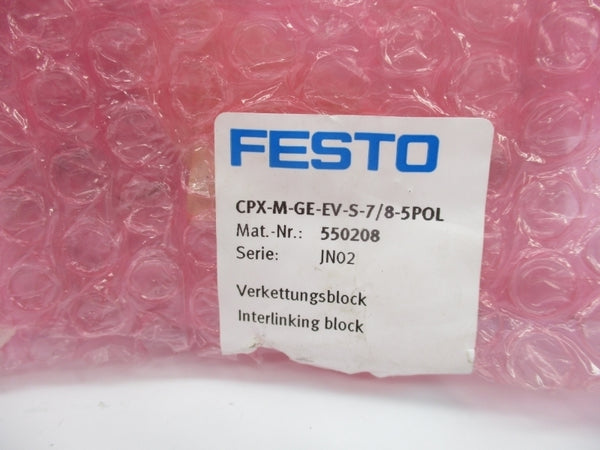 FESTO
CPX-M-GE-EV-S-7/8-5POL
Mat.-Nr.: 550208
Serie: JN02
Verkettungsblock
Interlinking block